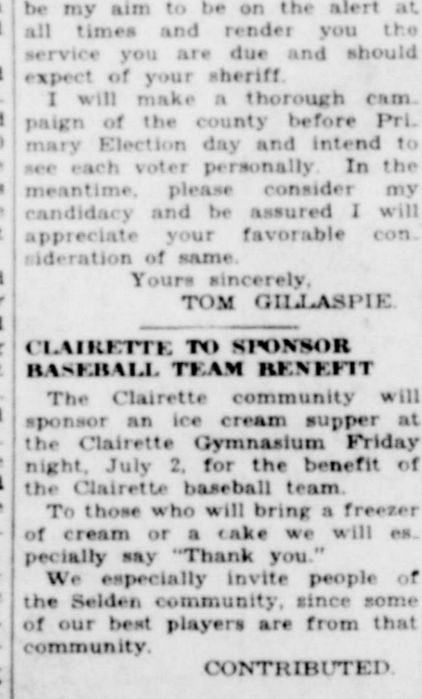 be my aim to be on the alert at
all times and render you the
service you are due and should
expect of your sheriff.
I will make a thorough cam-
paign of the county before Pri-
mary Election day and intend to
see each voter personally. In the
meantime, please consider my
candidacy and be assured I will
appreciate your favorable con-
sideration of same.
Yours sincerely,
TOM GILLASPIE.
CLAIRETTE TO SPONSOR
BASEBALL TEAM BENEFIT
The Clairette community will
sponsor an ice cream supper at
the Clairette Gymnasium Friday
night, July 2, for the benefit of
the Clairette baseball team.
To those who will bring a freezer
of cream or a cake we will es-
pecially say "Thank you."
We especially invite people of
the Selden community, since some
of our best players are from that
community.
CONTRIBUTED.